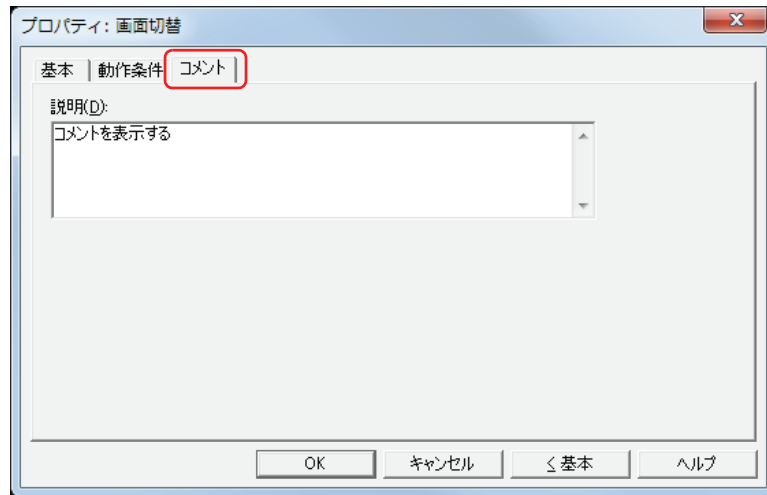 プロパティ: 画面切替
基本 動作条件 コメント
説明(D):
コメントを表示する
OK キャンセル ≤ 基本 ヘルプ